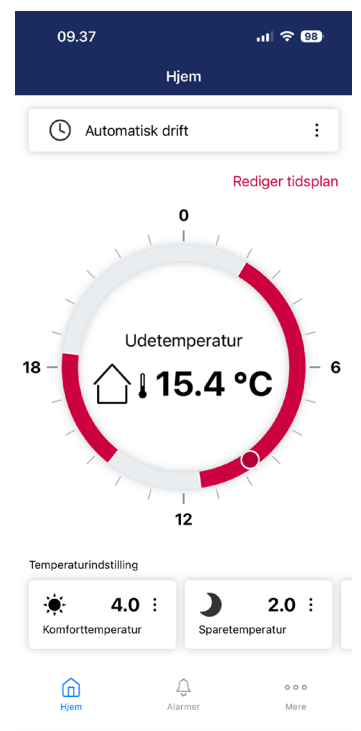 09.37
98
Hjem
Automatisk drift
Rediger tidsplan
0
Udetemperatur
18
15.4 °C
6
12
Temperaturindstilling
4.0
2.0
Komforttemperatur
Sparetemperatur
Hjem
Alarmer
Mere